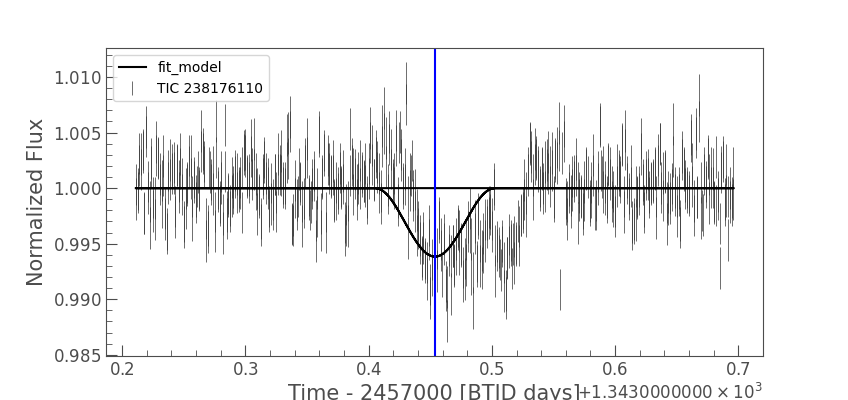 fit_model
TIC 238176110
Normalized Flux
1.010
1.005
1.000
0.995
0.990
0.985
0.2 0.3 0.4 0.5 0.6 0.7
Time - 2457000 [BTJD days]
+1.3430000000 × 10³